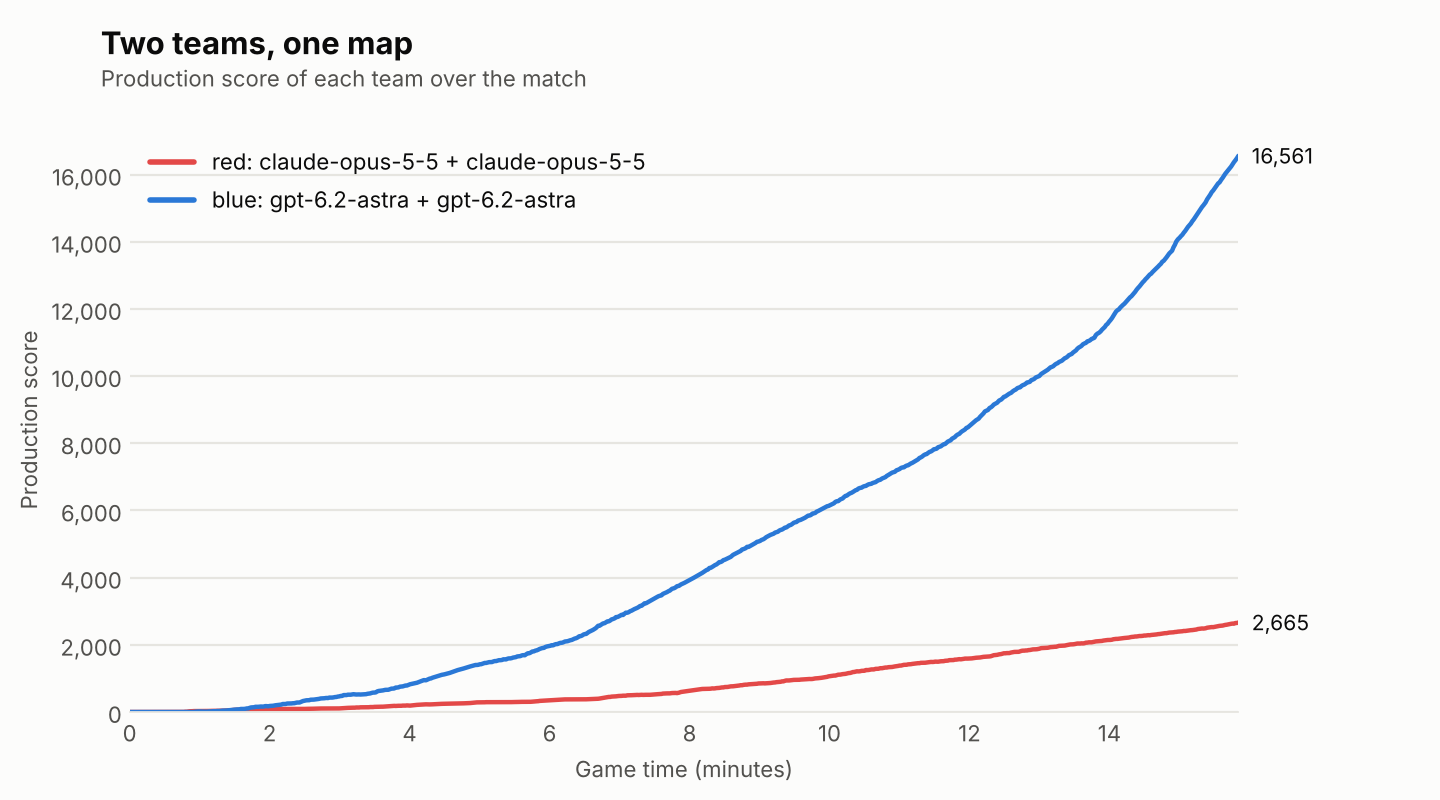 Two teams, one map
Production score of each team over the match
red: claude-opus-5-5 + claude-opus-5-5
blue: gpt-6.2-astra + gpt-6.2-astra
16,561
2,665
Production score
16,000
14,000
12,000
10,000
8,000
6,000
4,000
2,000
0
0 2 4 6 8 10 12 14
Game time (minutes)